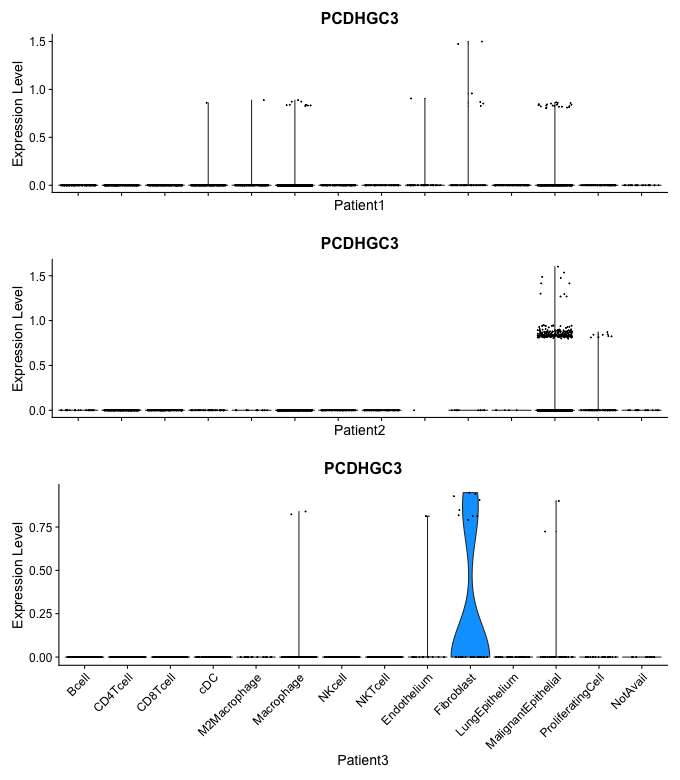 PCDHGC3
Expression Level
1.5
1.0
0.5
0.0
Patient1
PCDHGC3
Expression Level
1.5
1.0
0.5
0.0
Patient2
PCDHGC3
Expression Level
0.75
0.50
0.25
0.00
Bcell
CD4Tcell
CD8Tcell
cDC
M2Macrophage
Macrophage
NKcell
NKTcell
Endothelium
Fibroblast
LungEpithelium
MalignantEpithelial
ProliferatingCell
NotAvail
Patient3